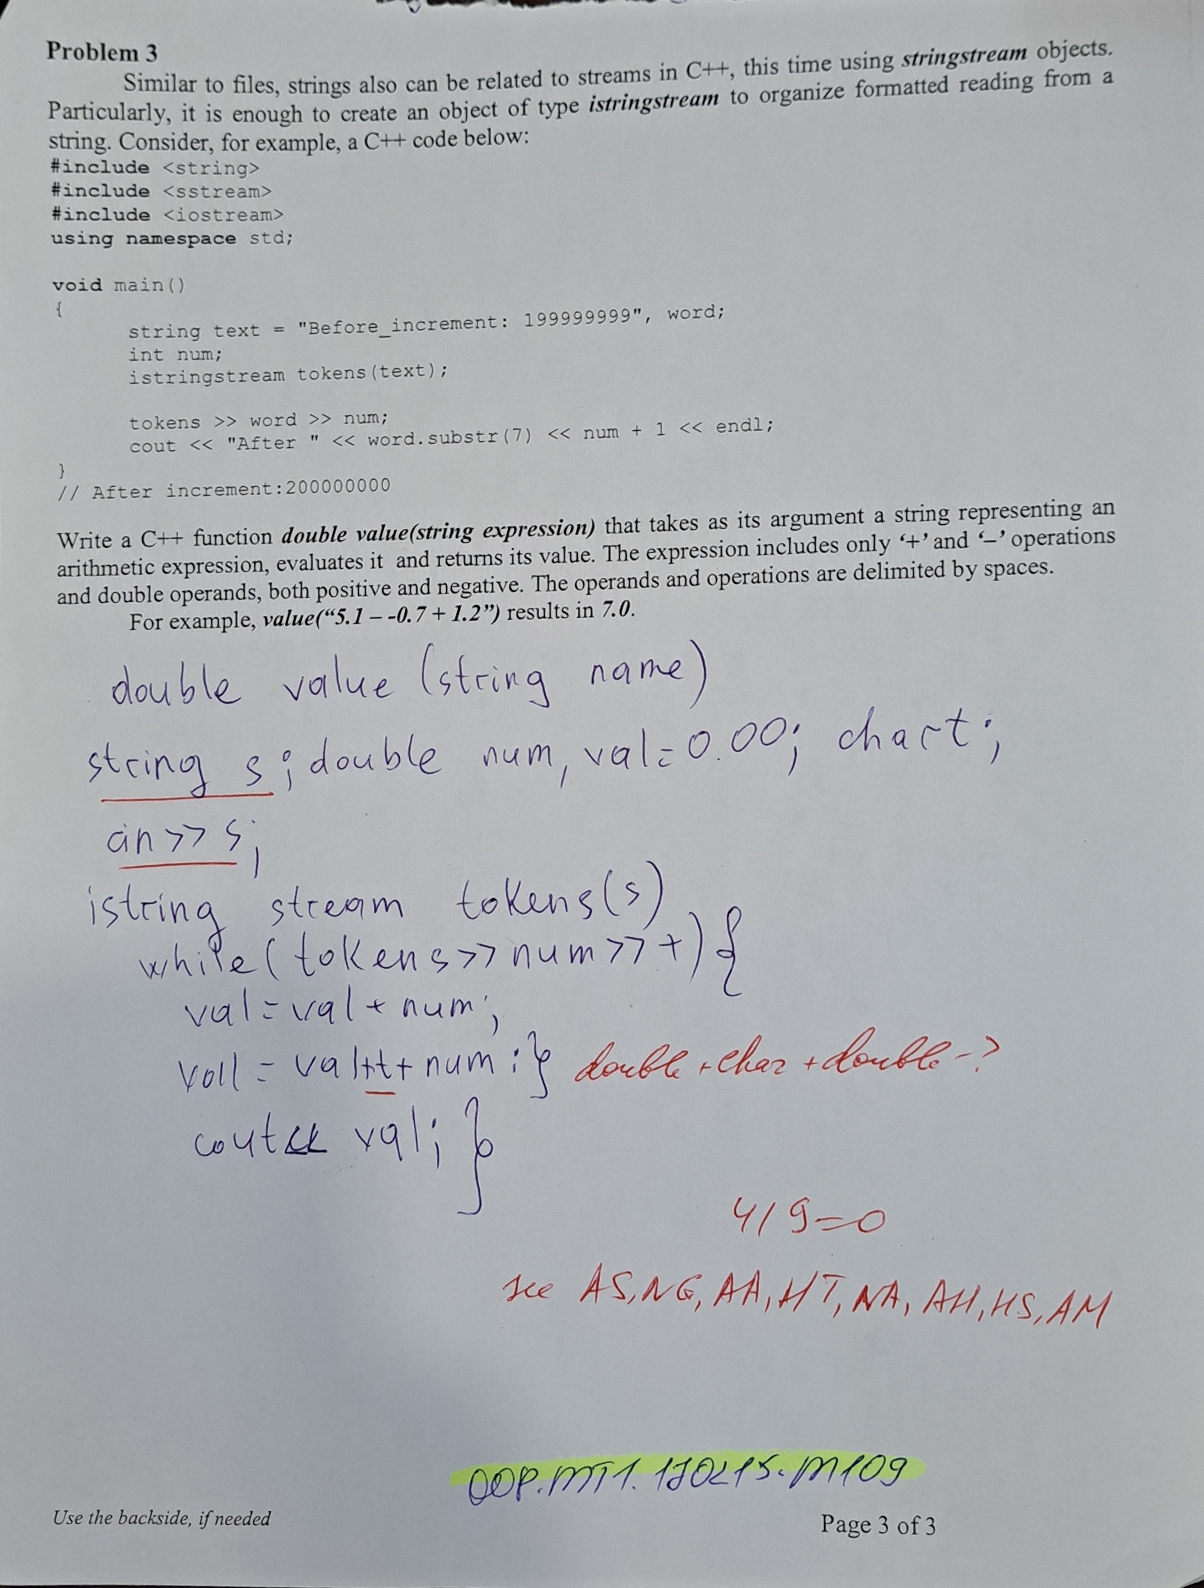 Problem 3
Similar to files, strings also can be related to streams in C++, this time using stringstream objects.
Particularly, it is enough to create an object of type istringstream to organize formatted reading from a
string. Consider, for example, a C++ code below:
#include <string>
#include <sstream>
#include <iostream>
using namespace std;
void main()
{
string text = "Before_increment: 199999999", word;
int num;
istringstream tokens(text);
tokens >> word >> num;
cout << "After " << word.substr(7) << num + 1 << endl;
}
// After increment:200000000
Write a C++ function double value(string expression) that takes as its argument a string representing an
arithmetic expression, evaluates it and returns its value. The expression includes only ‘+’ and ‘–’ operations
and double operands, both positive and negative. The operands and operations are delimited by spaces.
For example, value(“5.1 – -0.7 + 1.2”) results in 7.0.
double value (string name)
string s; double num, val=0.00; char t;
cin >> s;
istring stream tokens(s)
while(tokens>>num>>t){
val=val+num;
vall = val+t+num;} double+char+double-?
cout<< val; }
4/9=0
see AS, NG, AA, HT, NA, AH, HS, AM
OOP.MT1.170215.M109
Use the backside, if needed
Page 3 of 3